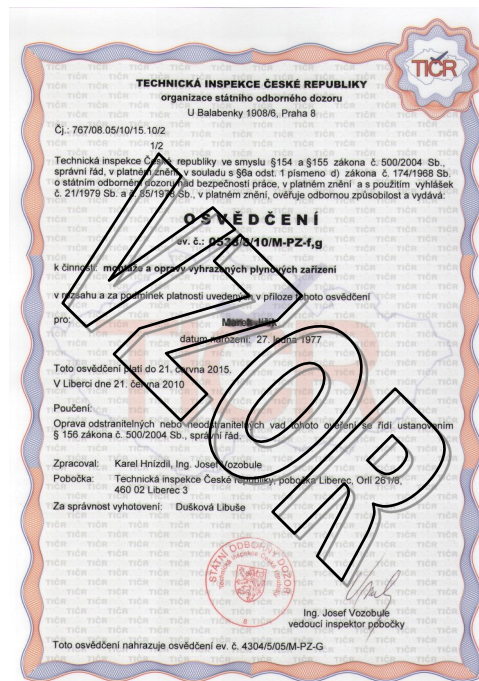 TIČR
TECHNICKÁ INSPEKCE ČESKÉ REPUBLIKY
organizace státního odborného dozoru
U Balabenky 1908/6, Praha 8
Čj.: 767/08.05/10/15.10/2
1/2
Technická inspekce České republiky ve smyslu §154 a §155 zákona č. 500/2004 Sb.,
správní řád, v platném znění, v souladu s §6a odst. 1 písmeno d) zákona č. 174/1968 Sb.
o státním odborném dozoru nad bezpečností práce, v platném znění a s použitím vyhlášek
č. 21/1979 Sb. a č. 85/1978 Sb., v platném znění, ověřuje odbornou způsobilost a vydává:
OSVĚDČENÍ
ev. č.: /5/10/M-PZ-f,g
k činnosti: montáže a opravy vyhrazených plynových zařízení
v rozsahu a za podmínek platnosti uvedených v příloze tohoto osvědčení
pro:
datum narození: 27. ledna 1977
Toto osvědčení platí do 21. června 2015.
V Liberci dne 21. června 2010
Poučení:
Oprava odstranitelných nebo neodstranitelných vad tohoto ověření se řídí ustanovením
§ 156 zákona č. 500/2004 Sb., správní řád.
Zpracoval: Karel Hnízdil, Ing. Josef Vozobule
Pobočka: Technická inspekce České republiky, pobočka Liberec, Orlí 261/8,
460 02 Liberec 3
Za správnost vyhotovení: Dušková Libuše
VZOR
STÁTNÍ ODBORNÝ DOZOR
Ing. Josef Vozobule
vedoucí inspektor pobočky
Toto osvědčení nahrazuje osvědčení ev. č. 4304/5/05/M-PZ-G